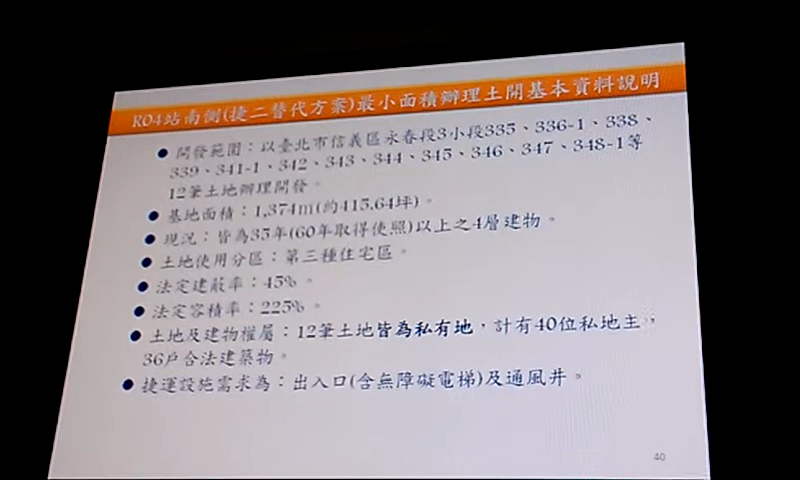 R04站南側(捷二替代方案)最小面積辦理土開基本資料說明
● 開發範圍：以臺北市信義區永春段3小段335、336-1、338、
339、341-1、342、343、344、345、346、347、348-1等
12筆土地辦理開發。
● 基地面積：1,374㎡(約415.64坪)。
● 現況：皆為35年(60年取得使照)以上之4層建物。
● 土地使用分區：第三種住宅區。
● 法定建蔽率：45%。
● 法定容積率：225%。
● 土地及建物權屬：12筆土地皆為私有地，計有40位私地主，
36戶合法建築物。
● 捷運設施需求為：出入口(含無障礙電梯)及通風井。
40